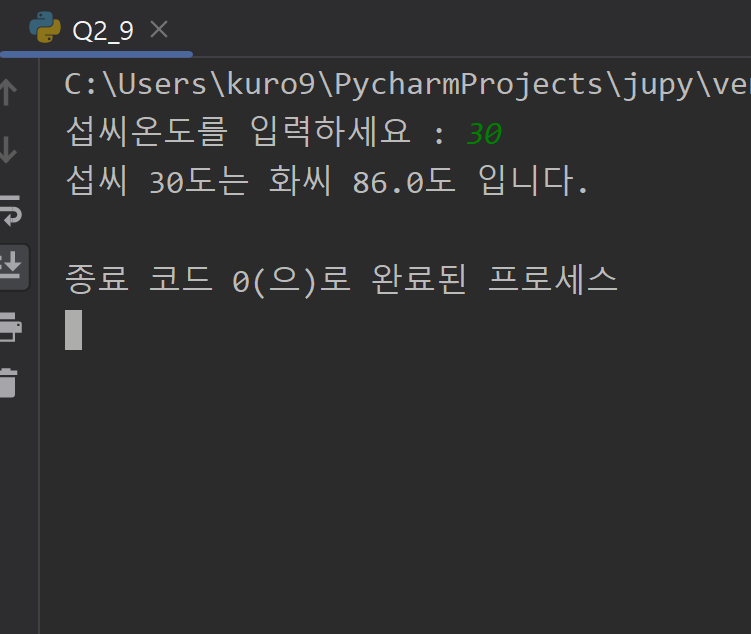 Q2_9
C:\Users\kuro9\PycharmProjects\jupy\ve
섭씨온도를 입력하세요 : 30
섭씨 30도는 화씨 86.0도 입니다.
종료 코드 0(으)로 완료된 프로세스